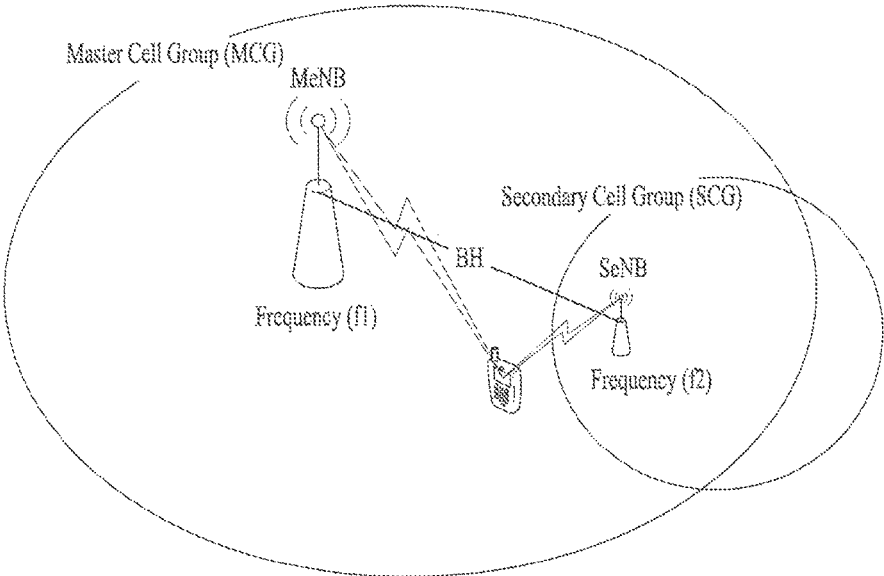 Master Cell Group (MCG)
MeNB
Secondary Cell Group (SCG)
BH
SeNB
Frequency (f1)
Frequency (f2)